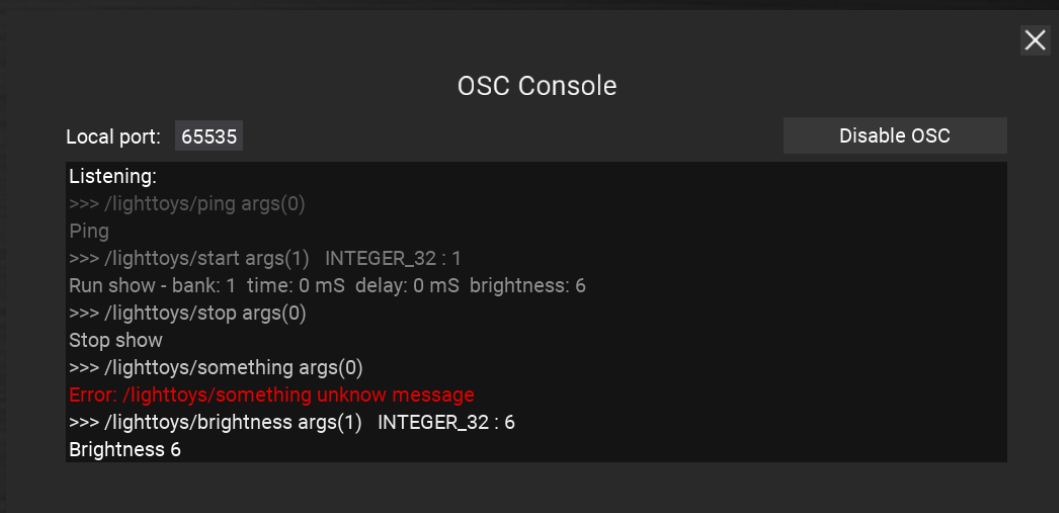 OSC Console
Local port: 65535 Disable OSC
Listening:
>>> /lighttoys/ping args(0)
Ping
>>> /lighttoys/start args(1) INTEGER_32 : 1
Run show - bank: 1 time: 0 mS delay: 0 mS brightness: 6
>>> /lighttoys/stop args(0)
Stop show
>>> /lighttoys/something args(0)
Error: /lighttoys/something unknow message
>>> /lighttoys/brightness args(1) INTEGER_32 : 6
Brightness 6